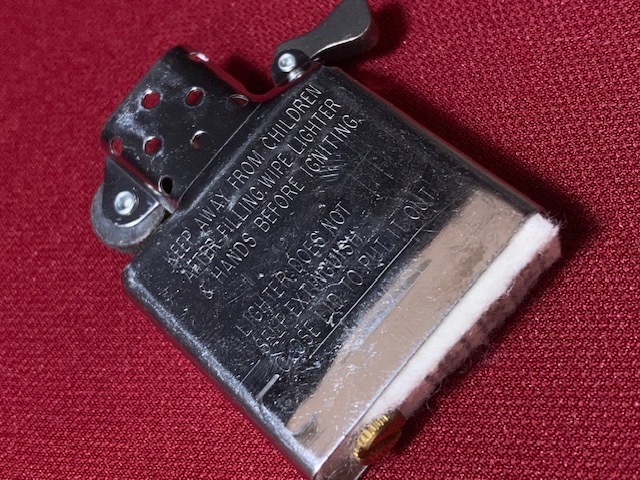 KEEP AWAY FROM CHILDREN
AFTER FILLING WIPE LIGHTER
& HANDS BEFORE IGNITING.
LIGHTER DOES NOT
SELF EXTINGUISH.
CLOSE LID TO PUT IT OUT